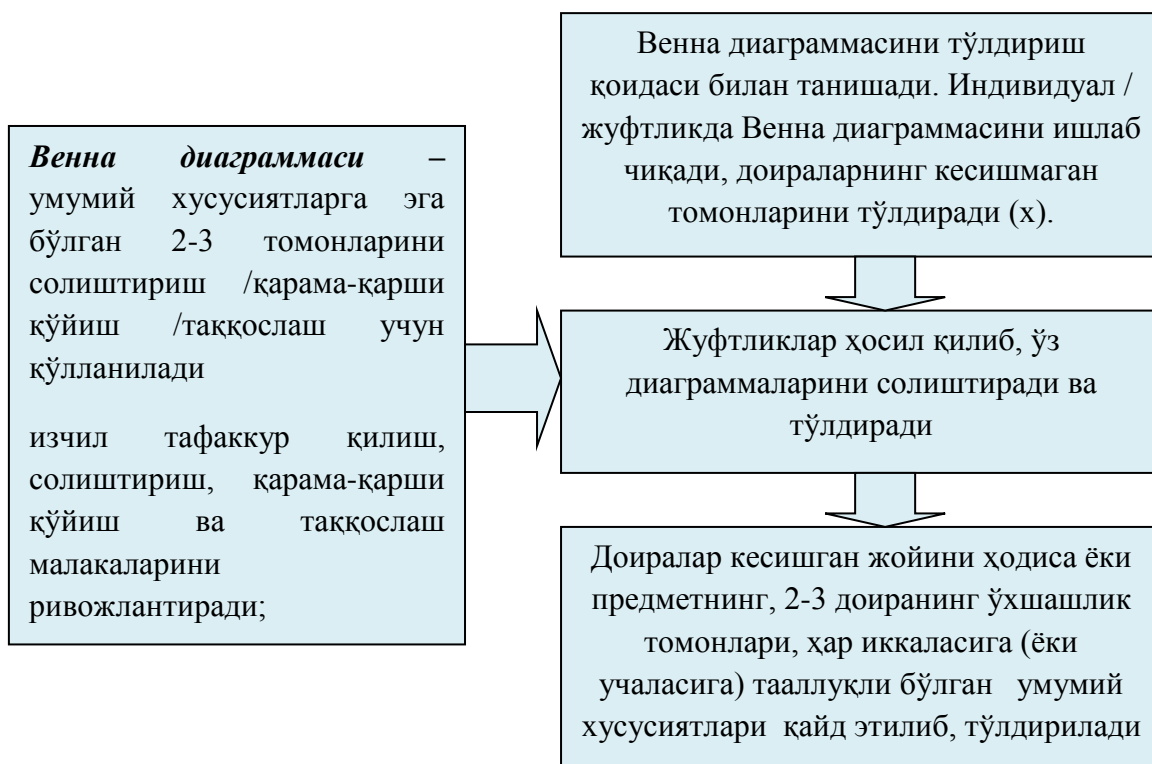 Венна диаграммаси –
умумий хусусиятларга эга
бўлган 2-3 томонларини
солиштириш /қарама-қарши
қўйиш /таққослаш учун
қўлланилади
изчил тафаккур қилиш,
солиштириш, қарама-қарши
қўйиш ва таққослаш
малакаларини
ривожлантиради;
Венна диаграммасини тўлдириш
қоидаси билан танишади. Индивидуал /
жуфтликда Венна диаграммасини ишлаб
чиқади, доираларнинг кесишмаган
томонларини тўлдиради (х).
Жуфтликлар ҳосил қилиб, ўз
диаграммаларини солиштиради ва
тўлдиради
Доиралар кесишган жойини ҳодиса ёки
предметнинг, 2-3 доиранинг ўхшашлик
томонлари, ҳар иккаласига (ёки
учаласига) тааллуқли бўлган умумий
хусусиятлари қайд этилиб, тўлдирилади